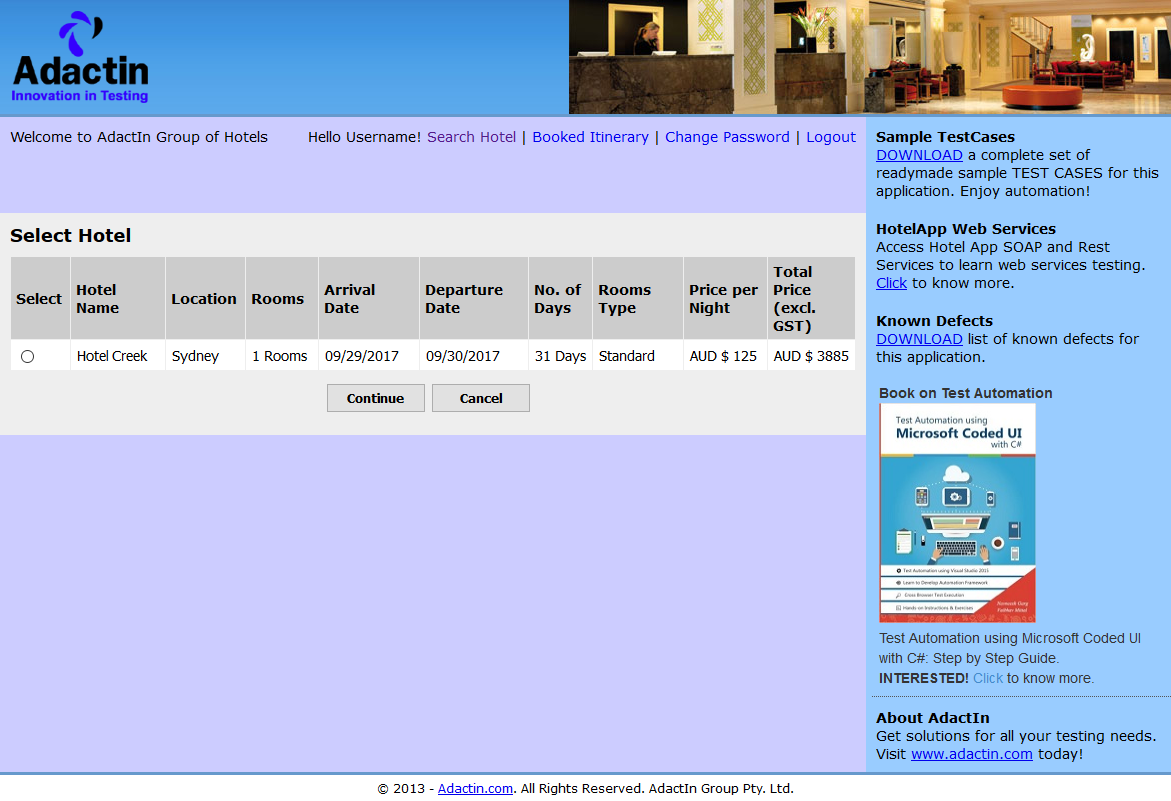 Adactin
Innovation in Testing
Welcome to AdactIn Group of Hotels
Hello Username! Search Hotel | Booked Itinerary | Change Password | Logout
Select Hotel
Select Hotel Name Location Rooms Arrival Date Departure Date No. of Days Rooms Type Price per Night Total Price (excl. GST)
Hotel Creek Sydney 1 Rooms 09/29/2017 09/30/2017 31 Days Standard AUD $ 125 AUD $ 3885
Continue Cancel
Sample TestCases
DOWNLOAD a complete set of
readymade sample TEST CASES for this
application. Enjoy automation!
HotelApp Web Services
Access Hotel App SOAP and Rest
Services to learn web services testing.
Click to know more.
Known Defects
DOWNLOAD list of known defects for
this application.
Book on Test Automation
Test Automation using
Microsoft Coded UI
with C#
Test Automation using Visual Studio 2013
Learn to Develop Automation Framework
Cross Browser Test Execution
Hands-on Instructions & Exercises
Test Automation using Microsoft Coded UI
with C#: Step by Step Guide.
INTERESTED! Click to know more.
About AdactIn
Get solutions for all your testing needs.
Visit www.adactin.com today!
© 2013 - Adactin.com. All Rights Reserved. AdactIn Group Pty. Ltd.